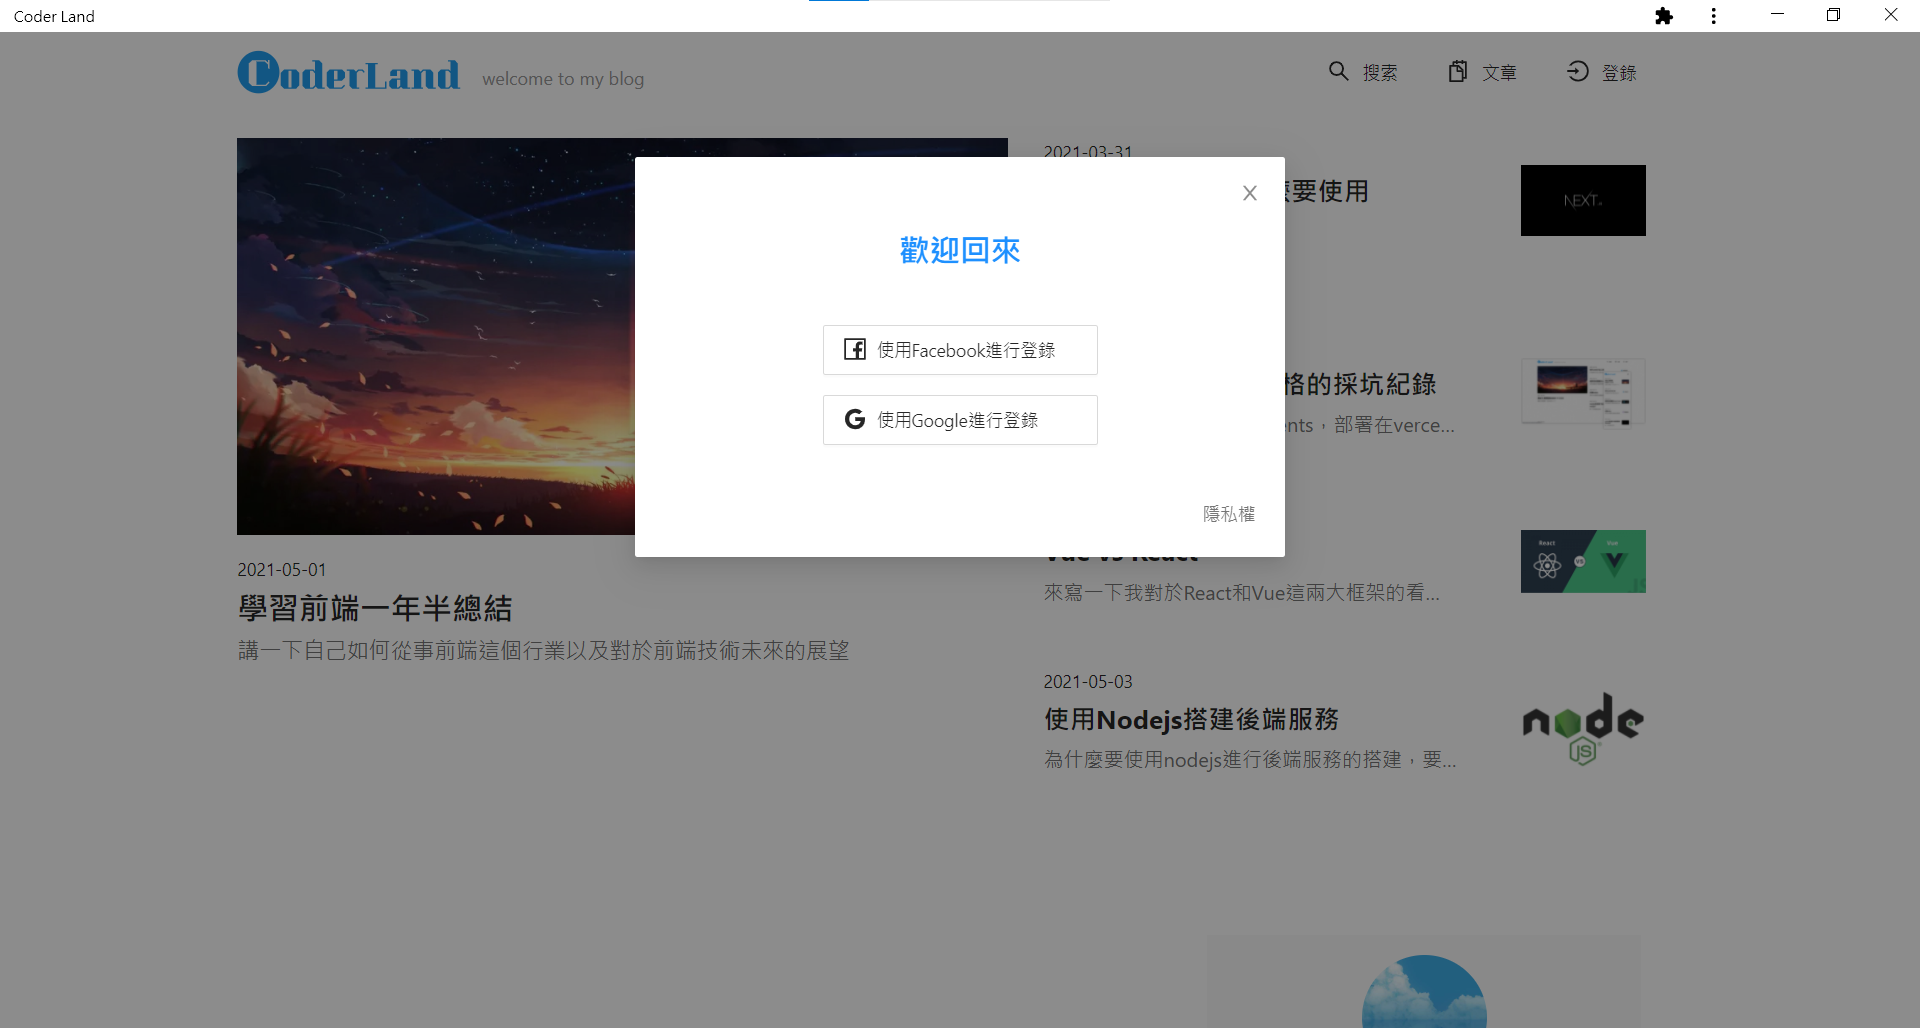 Coder Land
CoderLand
welcome to my blog
搜索
文章
登錄
2021-03-31
要使用
NEXT
歡迎回來
使用Facebook進行登錄
使用Google進行登錄
隱私權
格的採坑紀錄
nts，部署在verce...
Vue vs React
來寫一下我對於React和Vue這兩大框架的看...
React
VS
Vue
JS
2021-05-01
學習前端一年半總結
講一下自己如何從事前端這個行業以及對於前端技術未來的展望
2021-05-03
使用Nodejs搭建後端服務
為什麼要使用nodejs進行後端服務的搭建，要...
node
JS